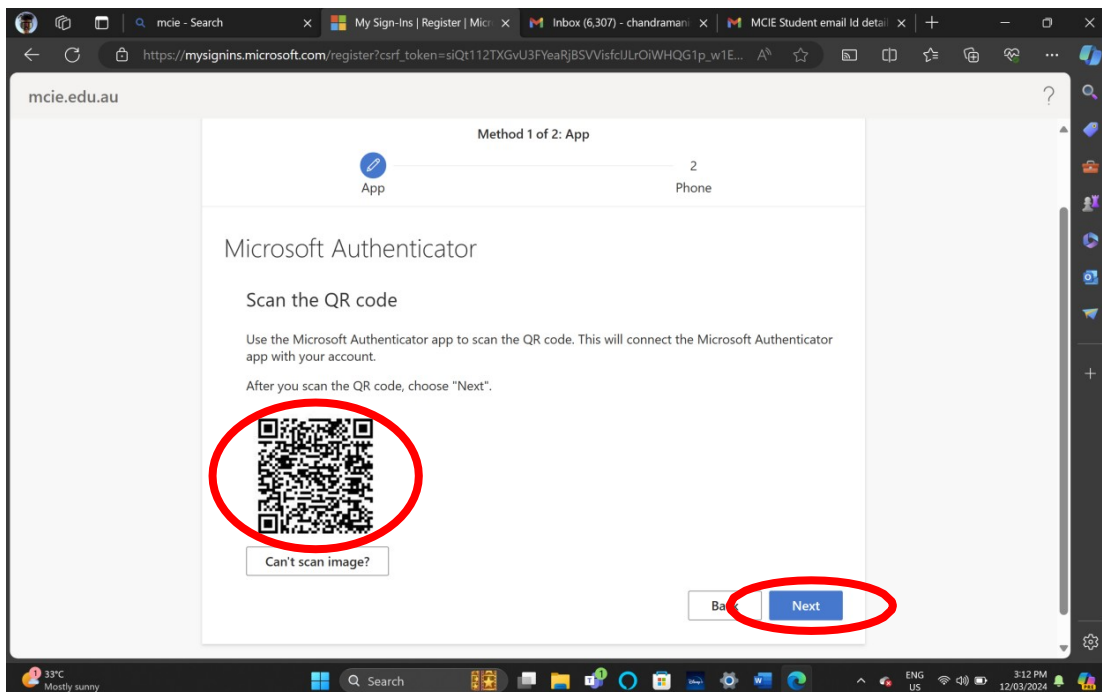 mcie - Search
My Sign-Ins | Register | Micr
Inbox (6,307) - chandramani
MCIE Student email Id detail
https://mysignins.microsoft.com/register?csrf_token=siQt112TXGvU3FYeaRjBSVVisfclJLrOiWHQG1p_w1E...
mcie.edu.au
?
Method 1 of 2: App
2
App
Phone
Microsoft Authenticator
Scan the QR code
Use the Microsoft Authenticator app to scan the QR code. This will connect the Microsoft Authenticator
app with your account.
After you scan the QR code, choose "Next".
Can't scan image?
Back
Next
1
33°C
Mostly sunny
Search
ENG
US
3:12 PM
12/03/2024